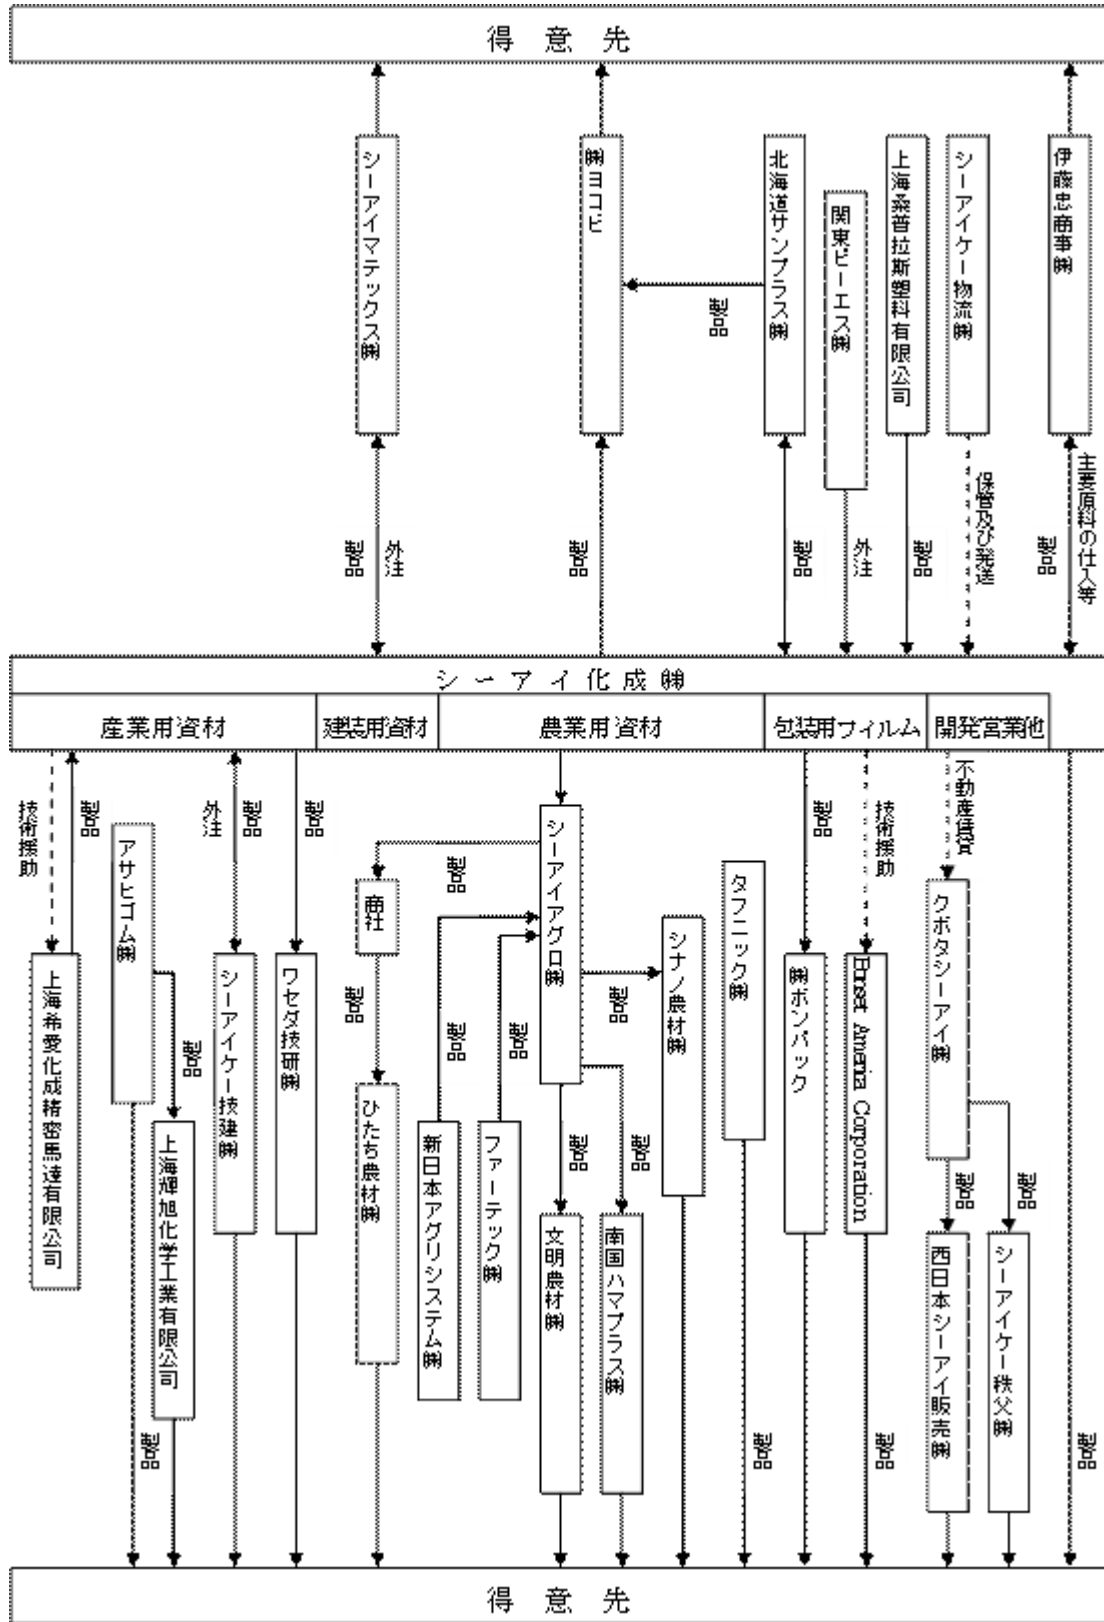 得意先
シーアイマテックス㈱
㈱ヨコビ
北海道サンプラス㈱
関東ピーエス㈱
上海桑普拉斯塑料有限公司
シーアイケー物流㈱
伊藤忠商事㈱
製品
製品
外注
製品
製品
外注
製品
保管及び発送
製品
主要原料の仕入等
シーアイ化成㈱
産業用資材
建装用資材
農業用資材
包装用フィルム
開発営業他
技術援助
製品
外注
製品
製品
製品
技術援助
不動産賃貸
アサヒゴム㈱
シーアイアグロ㈱
製品
商社
タフニック㈱
クボタシーアイ㈱
上海希愛化成精密馬達有限公司
製品
シーアイケー技建㈱
ワセダ技研㈱
製品
製品
製品
製品
シナノ農材㈱
㈱ボンパック
Bonset America Corporation
上海輝旭化学工業有限公司
ひたち農材㈱
新日本アグリシステム㈱
ファーテック㈱
製品
製品
製品
製品
文明農材㈱
南国ハマプラス㈱
西日本シーアイ販売㈱
シーアイケー秩父㈱
製品
製品
製品
製品
得意先